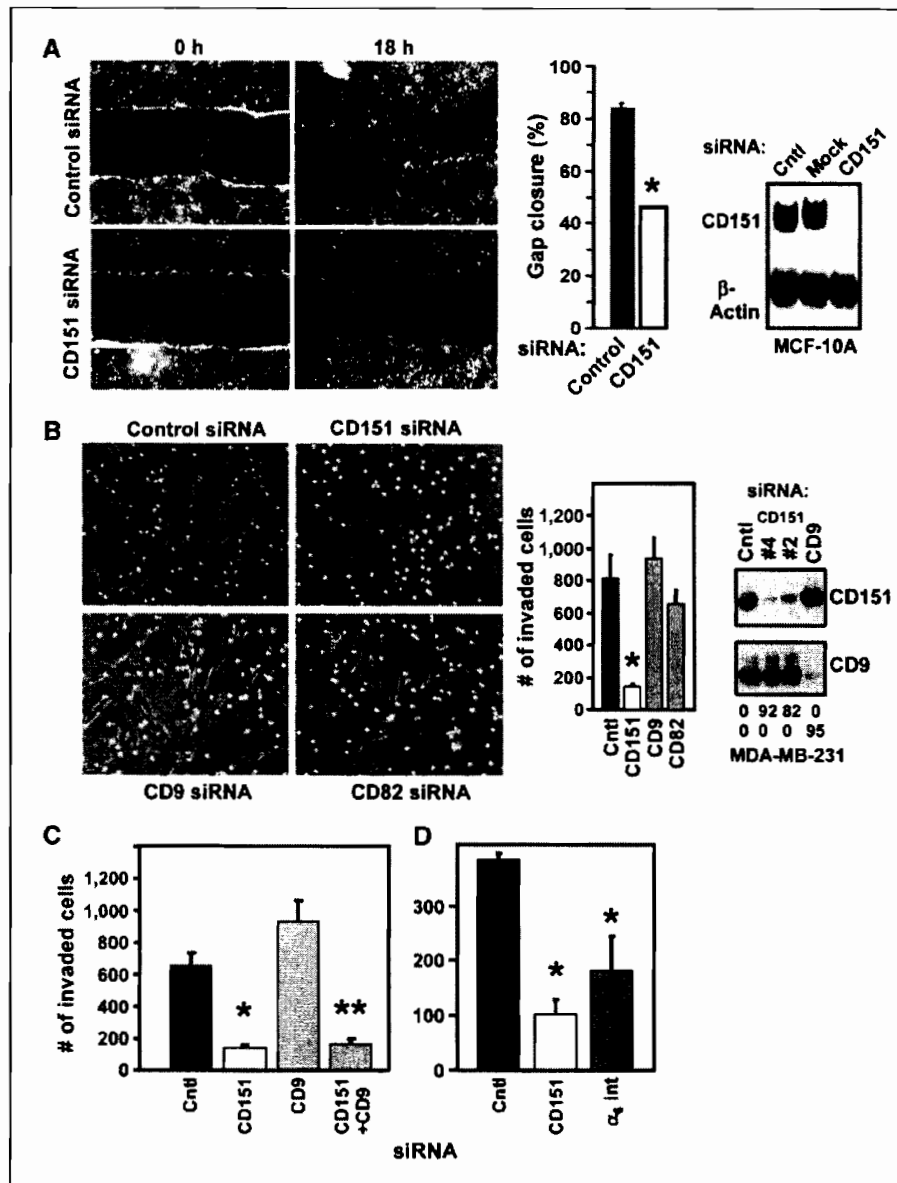 A
0 h
18 h
Control siRNA
CD151 siRNA
Gap closure (%)
100
80
60
40
20
0
*
siRNA:
Control
CD151
siRNA:
Cntl
Mock
CD151
CD151
β-
Actin
MCF-10A
B
Control siRNA
CD151 siRNA
CD9 siRNA
CD82 siRNA
# of invaded cells
1,200
1,000
800
600
400
200
0
*
Cntl
CD151
CD9
CD82
siRNA:
Cntl
CD151
#4
#2
CD9
CD151
CD9
0 92 82 0
0 0 0 95
MDA-MB-231
C
# of invaded cells
1,200
1,000
800
600
400
200
0
*
**
Cntl
CD151
CD9
CD151
+CD9
D
300
200
100
0
*
*
Cntl
CD151
α6 int
siRNA